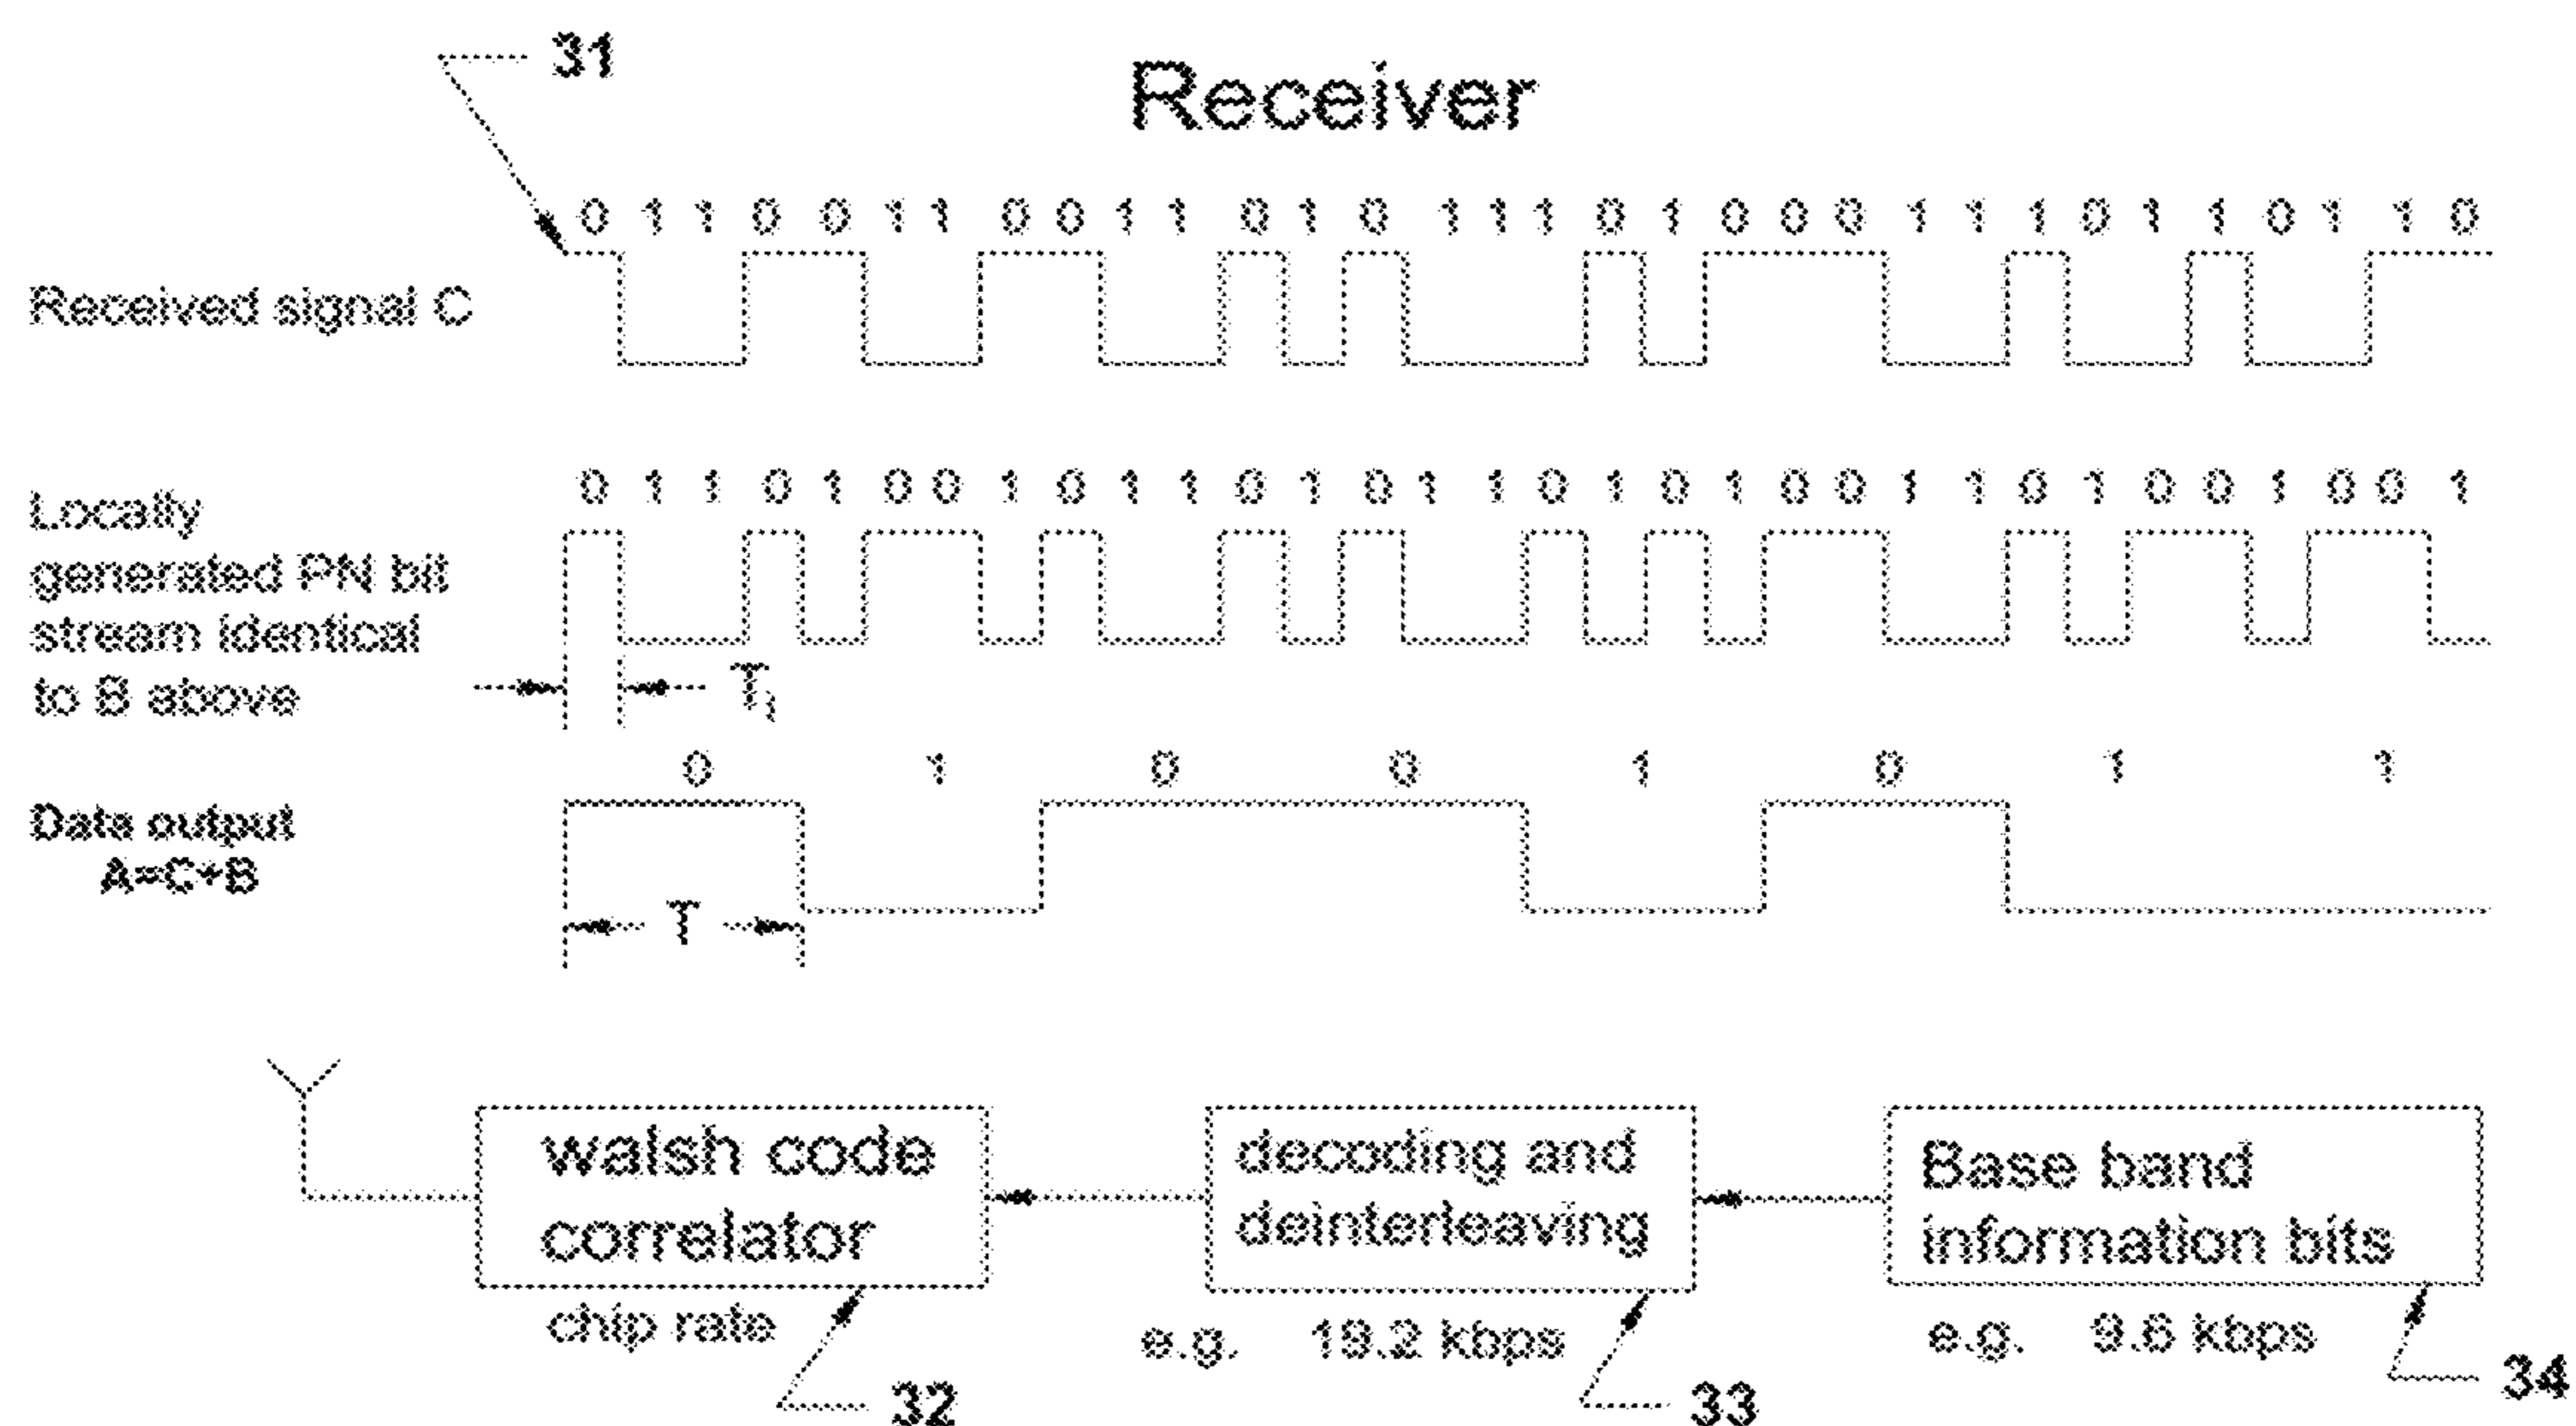 31
Receiver
0 1 1 0 0 1 1 0 0 1 1 0 1 0 1 1 1 0 1 0 0 0 1 1 1 0 1 1 0 1 1 0
Received signal C
0 1 1 0 1 0 0 1 0 1 1 0 1 0 1 1 0 1 0 1 0 0 1 1 0 1 0 0 1 0 0 1
Locally
generated PN bit
stream identical
to B above
T1
0 1 0 0 1 0 1 1
Data output
A=C+B
T
walsh code
correlator
decoding and
deinterleaving
Base band
information bits
chip rate
e.g. 19.2 kbps
e.g. 9.6 kbps
32
33
34